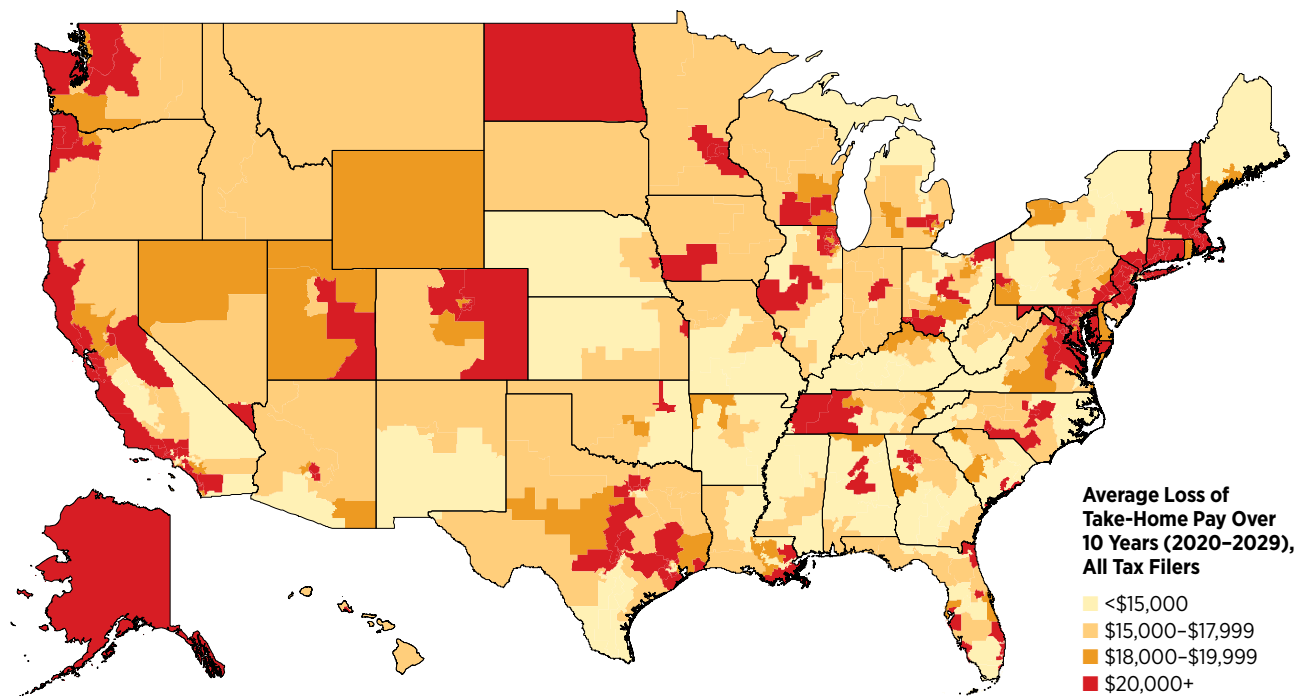 Average Loss of
Take-Home Pay Over
10 Years (2020–2029),
All Tax Filers
<$15,000
$15,000–$17,999
$18,000–$19,999
$20,000+